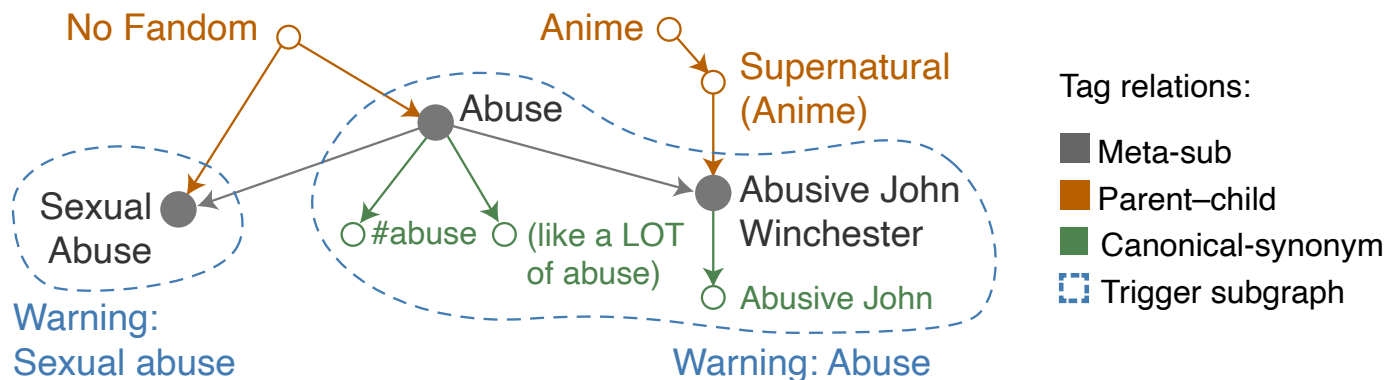 No Fandom
Anime
Supernatural
(Anime)
Abuse
Sexual
Abuse
#abuse
(like a LOT
of abuse)
Abusive John
Winchester
Abusive John
Warning:
Sexual abuse
Warning: Abuse
Tag relations:
Meta-sub
Parent–child
Canonical-synonym
Trigger subgraph